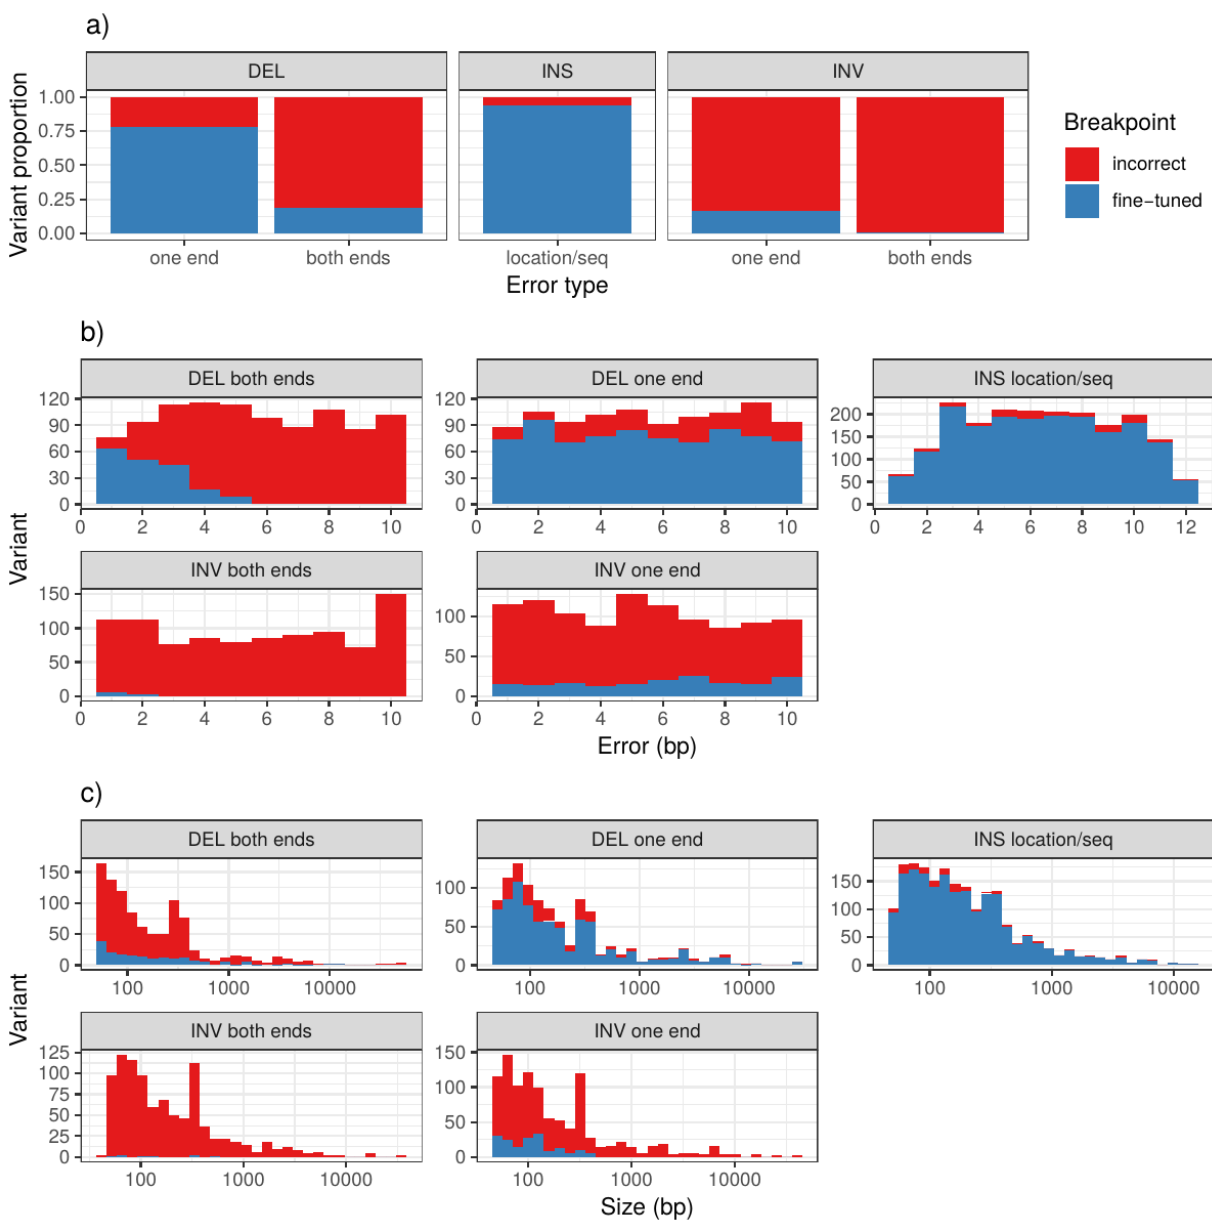 a)
DEL INS INV
Variant proportion
1.00
0.75
0.50
0.25
0.00
one end both ends location/seq one end both ends
Error type
Breakpoint
incorrect
fine-tuned
b)
Variant
DEL both ends
120
90
60
30
0
0 2 4 6 8 10
DEL one end
120
90
60
30
0
0 2 4 6 8 10
INS location/seq
200
150
100
50
0
0 2 4 6 8 10 12
INV both ends
150
100
50
0
0 2 4 6 8 10
INV one end
100
50
0
0 2 4 6 8 10
Error (bp)
c)
Variant
DEL both ends
150
100
50
0
100 1000 10000
DEL one end
100
50
0
100 1000 10000
INS location/seq
150
100
50
0
100 1000 10000
INV both ends
125
100
75
50
25
0
100 1000 10000
INV one end
150
100
50
0
100 1000 10000
Size (bp)